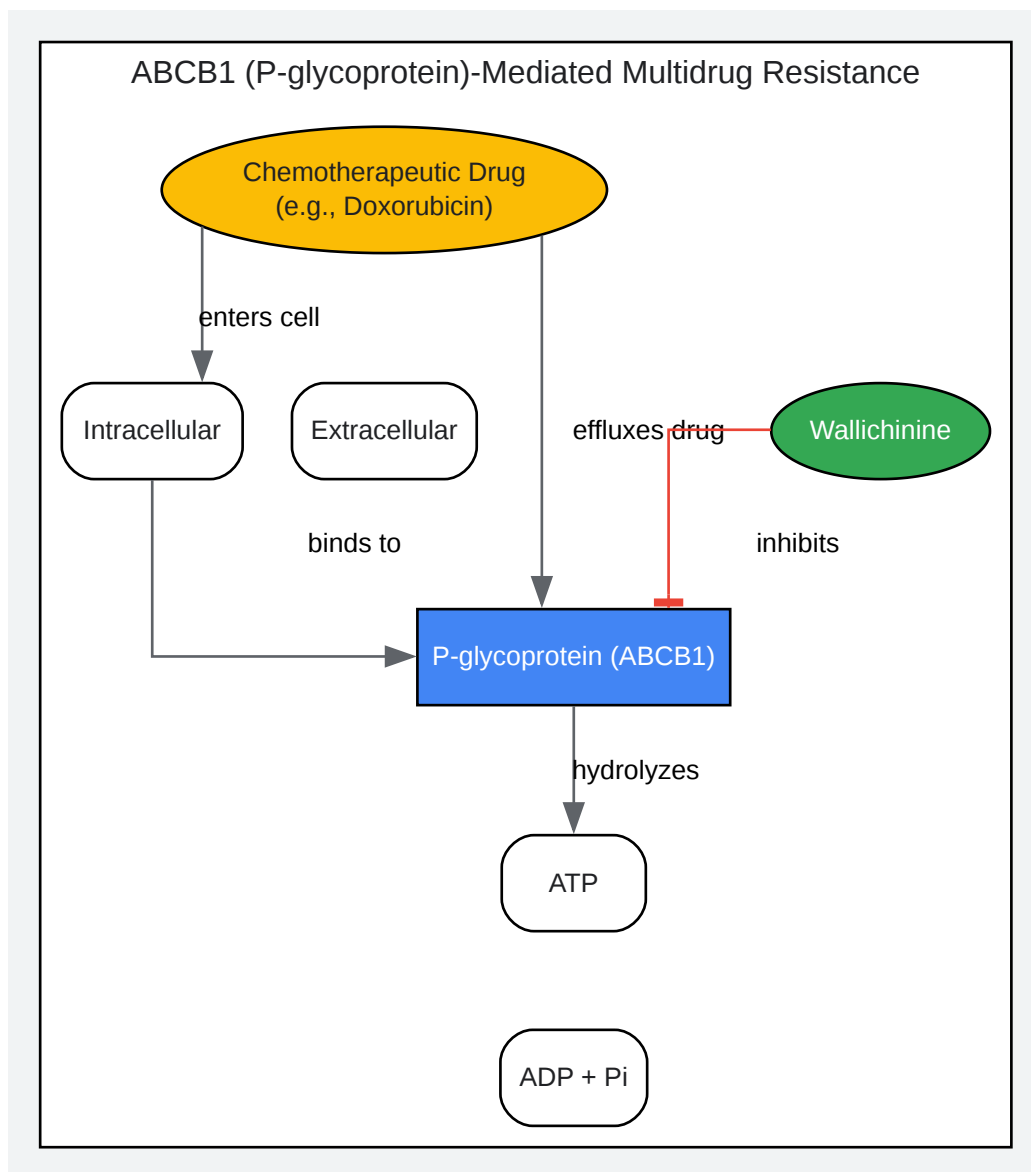 ABCB1 (P-glycoprotein)-Mediated Multidrug Resistance
Chemotherapeutic Drug
(e.g., Doxorubicin)
enters cell
Intracellular
Extracellular
effluxes drug
Wallichinine
binds to
inhibits
P-glycoprotein (ABCB1)
hydrolyzes
ATP
ADP + Pi